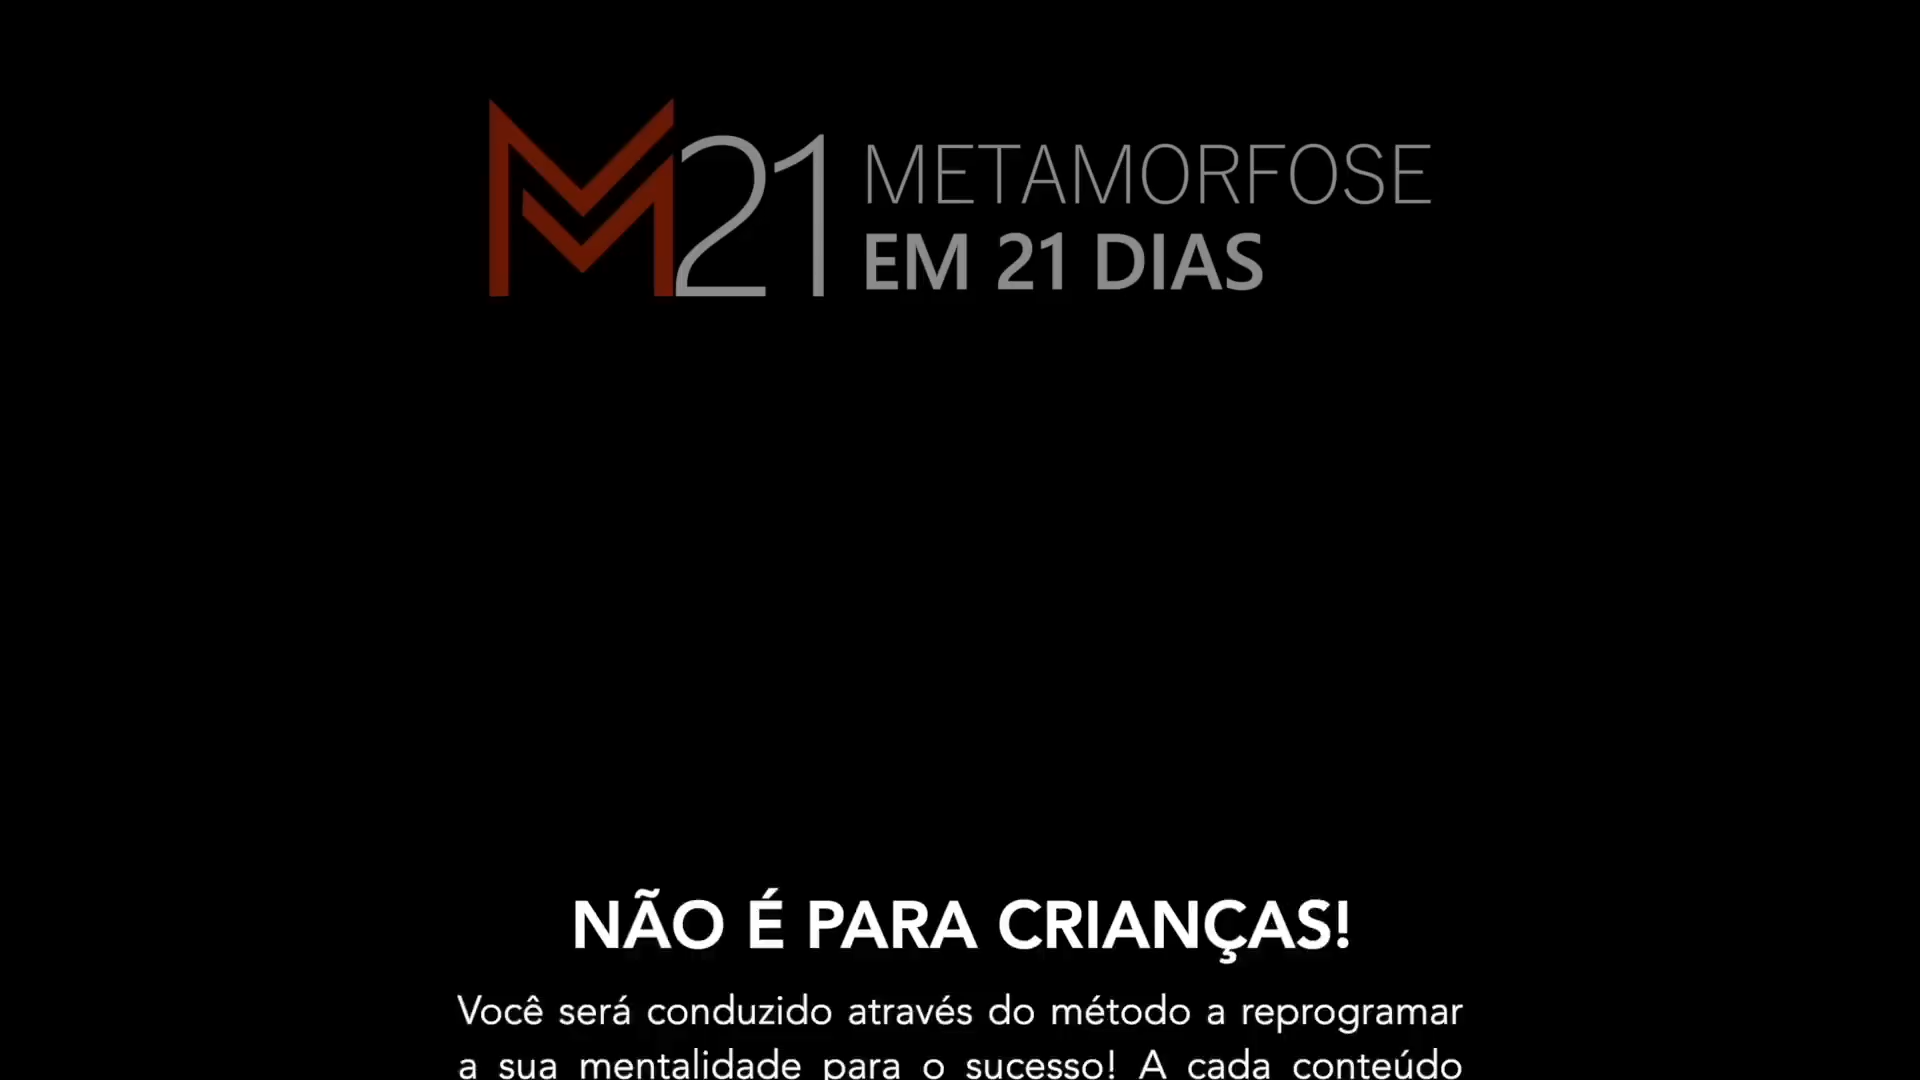 M21 METAMORFOSE
EM 21 DIAS
NÃO É PARA CRIANÇAS!
Você será conduzido através do método a reprogramar
a sua mentalidade para o sucesso! A cada conteúdo